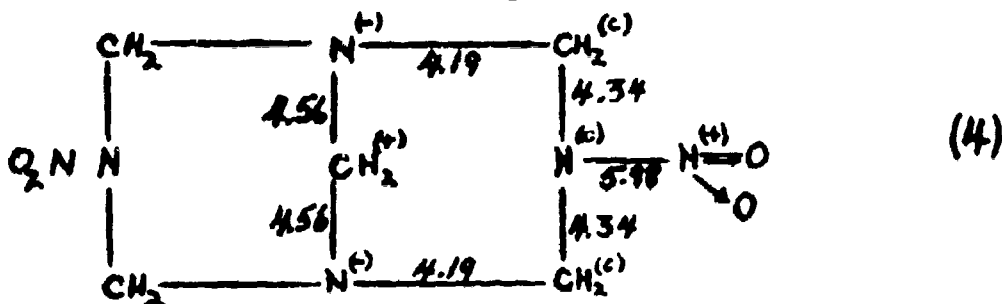 CH₂ N(-) 4.19 CH₂(c)
4.56 4.34
O₂N N CH₂(+) N(c) 5.98 N(+) O (4)
O
4.56 4.34
CH₂ N(-) 4.19 CH₂(c)